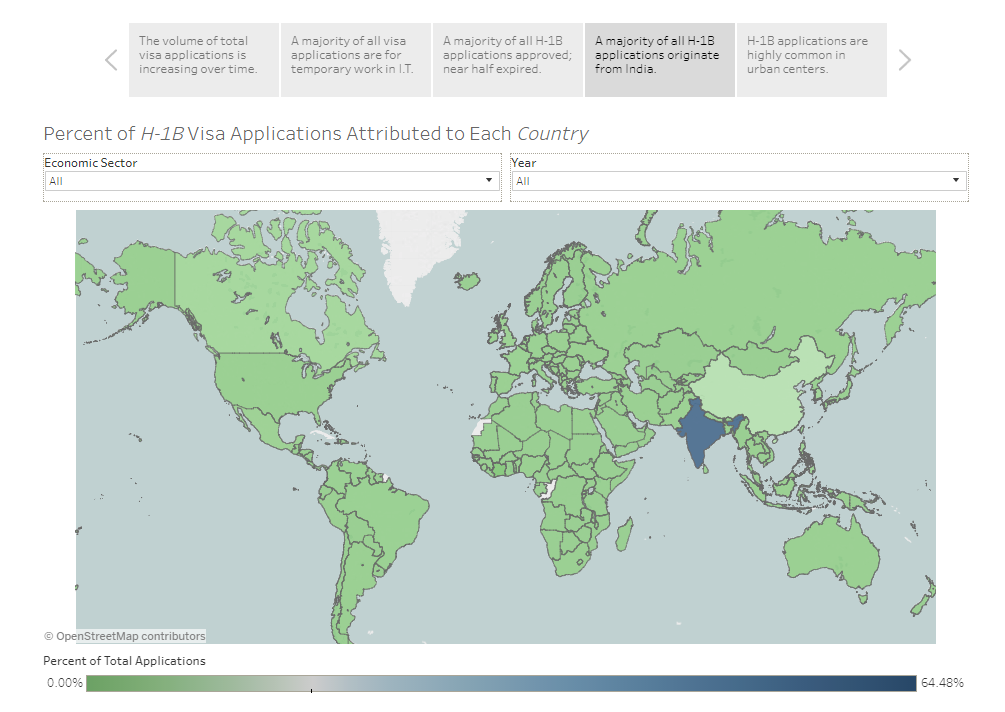 The volume of total
visa applications is
increasing over time.
A majority of all visa
applications are for
temporary work in I.T.
A majority of all H-1B
applications approved;
near half expired.
A majority of all H-1B
applications originate
from India.
H-1B applications are
highly common in
urban centers.
Percent of H-1B Visa Applications Attributed to Each Country
Economic Sector
All
Year
All
© OpenStreetMap contributors
Percent of Total Applications
0.00%
64.48%